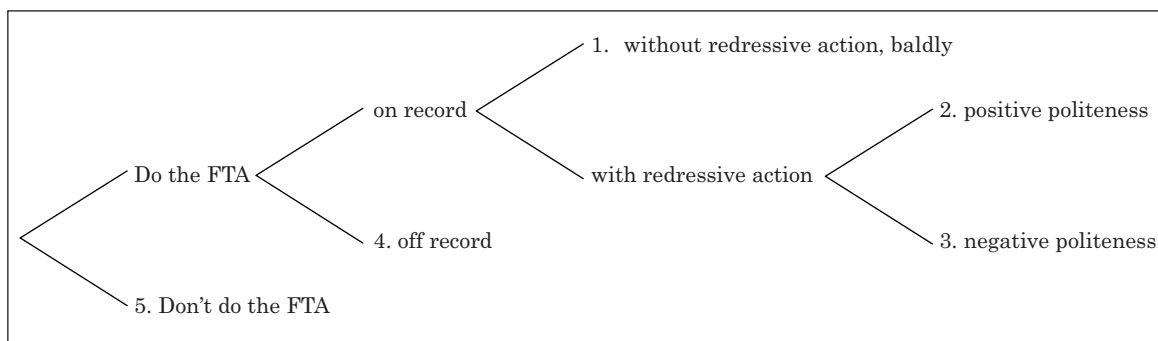 1. without redressive action, baldly
on record
2. positive politeness
Do the FTA
with redressive action
4. off record
3. negative politeness
5. Don't do the FTA